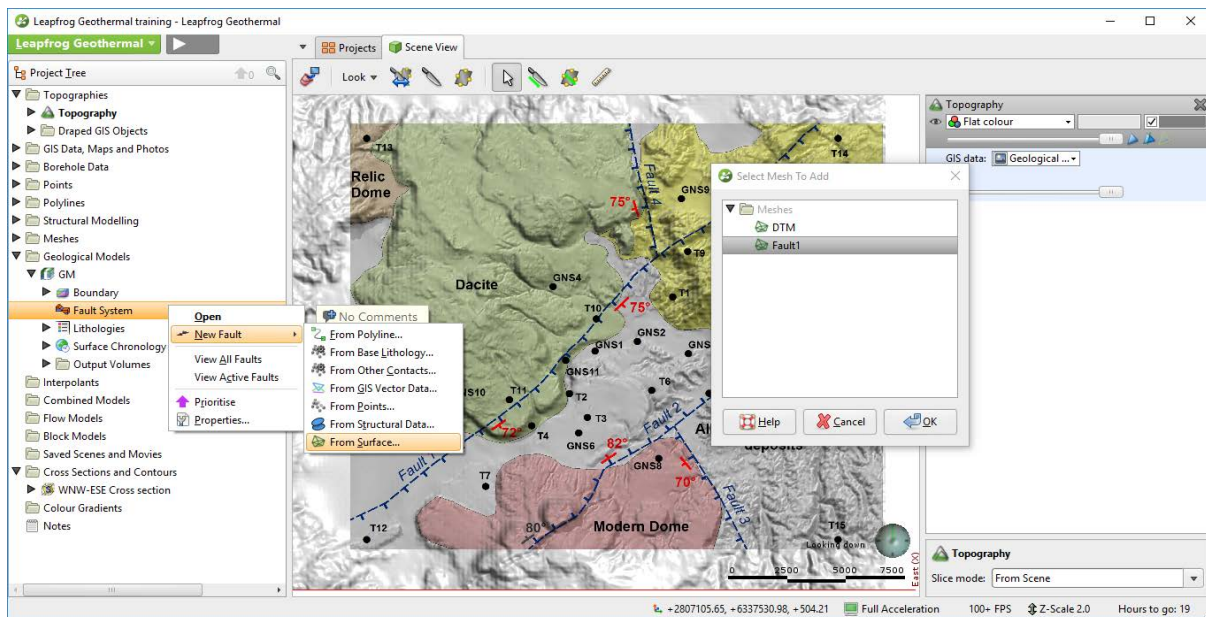 Leapfrog Geothermal training - Leapfrog Geothermal
Leapfrog Geothermal
Projects
Scene View
Project Tree
0
Look
Topographies
Topography
Draped GIS Objects
GIS Data, Maps and Photos
Borehole Data
Points
Polylines
Structural Modelling
Meshes
Geological Models
GM
Boundary
Fault System
Lithologies
Surface Chronology
Output Volumes
Interpolants
Combined Models
Flow Models
Block Models
Saved Scenes and Movies
Cross Sections and Contours
WNW-ESE Cross section
Colour Gradients
Notes
Open
New Fault
View All Faults
View Active Faults
Prioritise
Properties...
No Comments
From Polyline...
From Base Lithology...
From Other Contacts...
From GIS Vector Data...
From Points...
From Structural Data...
From Surface...
T13
Relic
Dome
Fault 4
75°
GNS9
T14
T9
Dacite
GNS4
T10
75°
T1
GNS1
GNS2
GNS
GNS11
T6
T11
T2
T3
72°
T4
GNS6
Fault 2
82°
deposits
GNS8
70°
Fault
T7
Fault 3
T12
80°
Modern Dome
T15
Looking down
0 2500 5000 7500
East (X)
Select Mesh To Add
Meshes
DTM
Fault1
Help
Cancel
OK
Topography
Flat colour
GIS data:
Geological ...
Topography
Slice mode:
From Scene
+2807105.65, +6337530.98, +504.21
Full Acceleration
100+ FPS
Z-Scale 2.0
Hours to go: 19